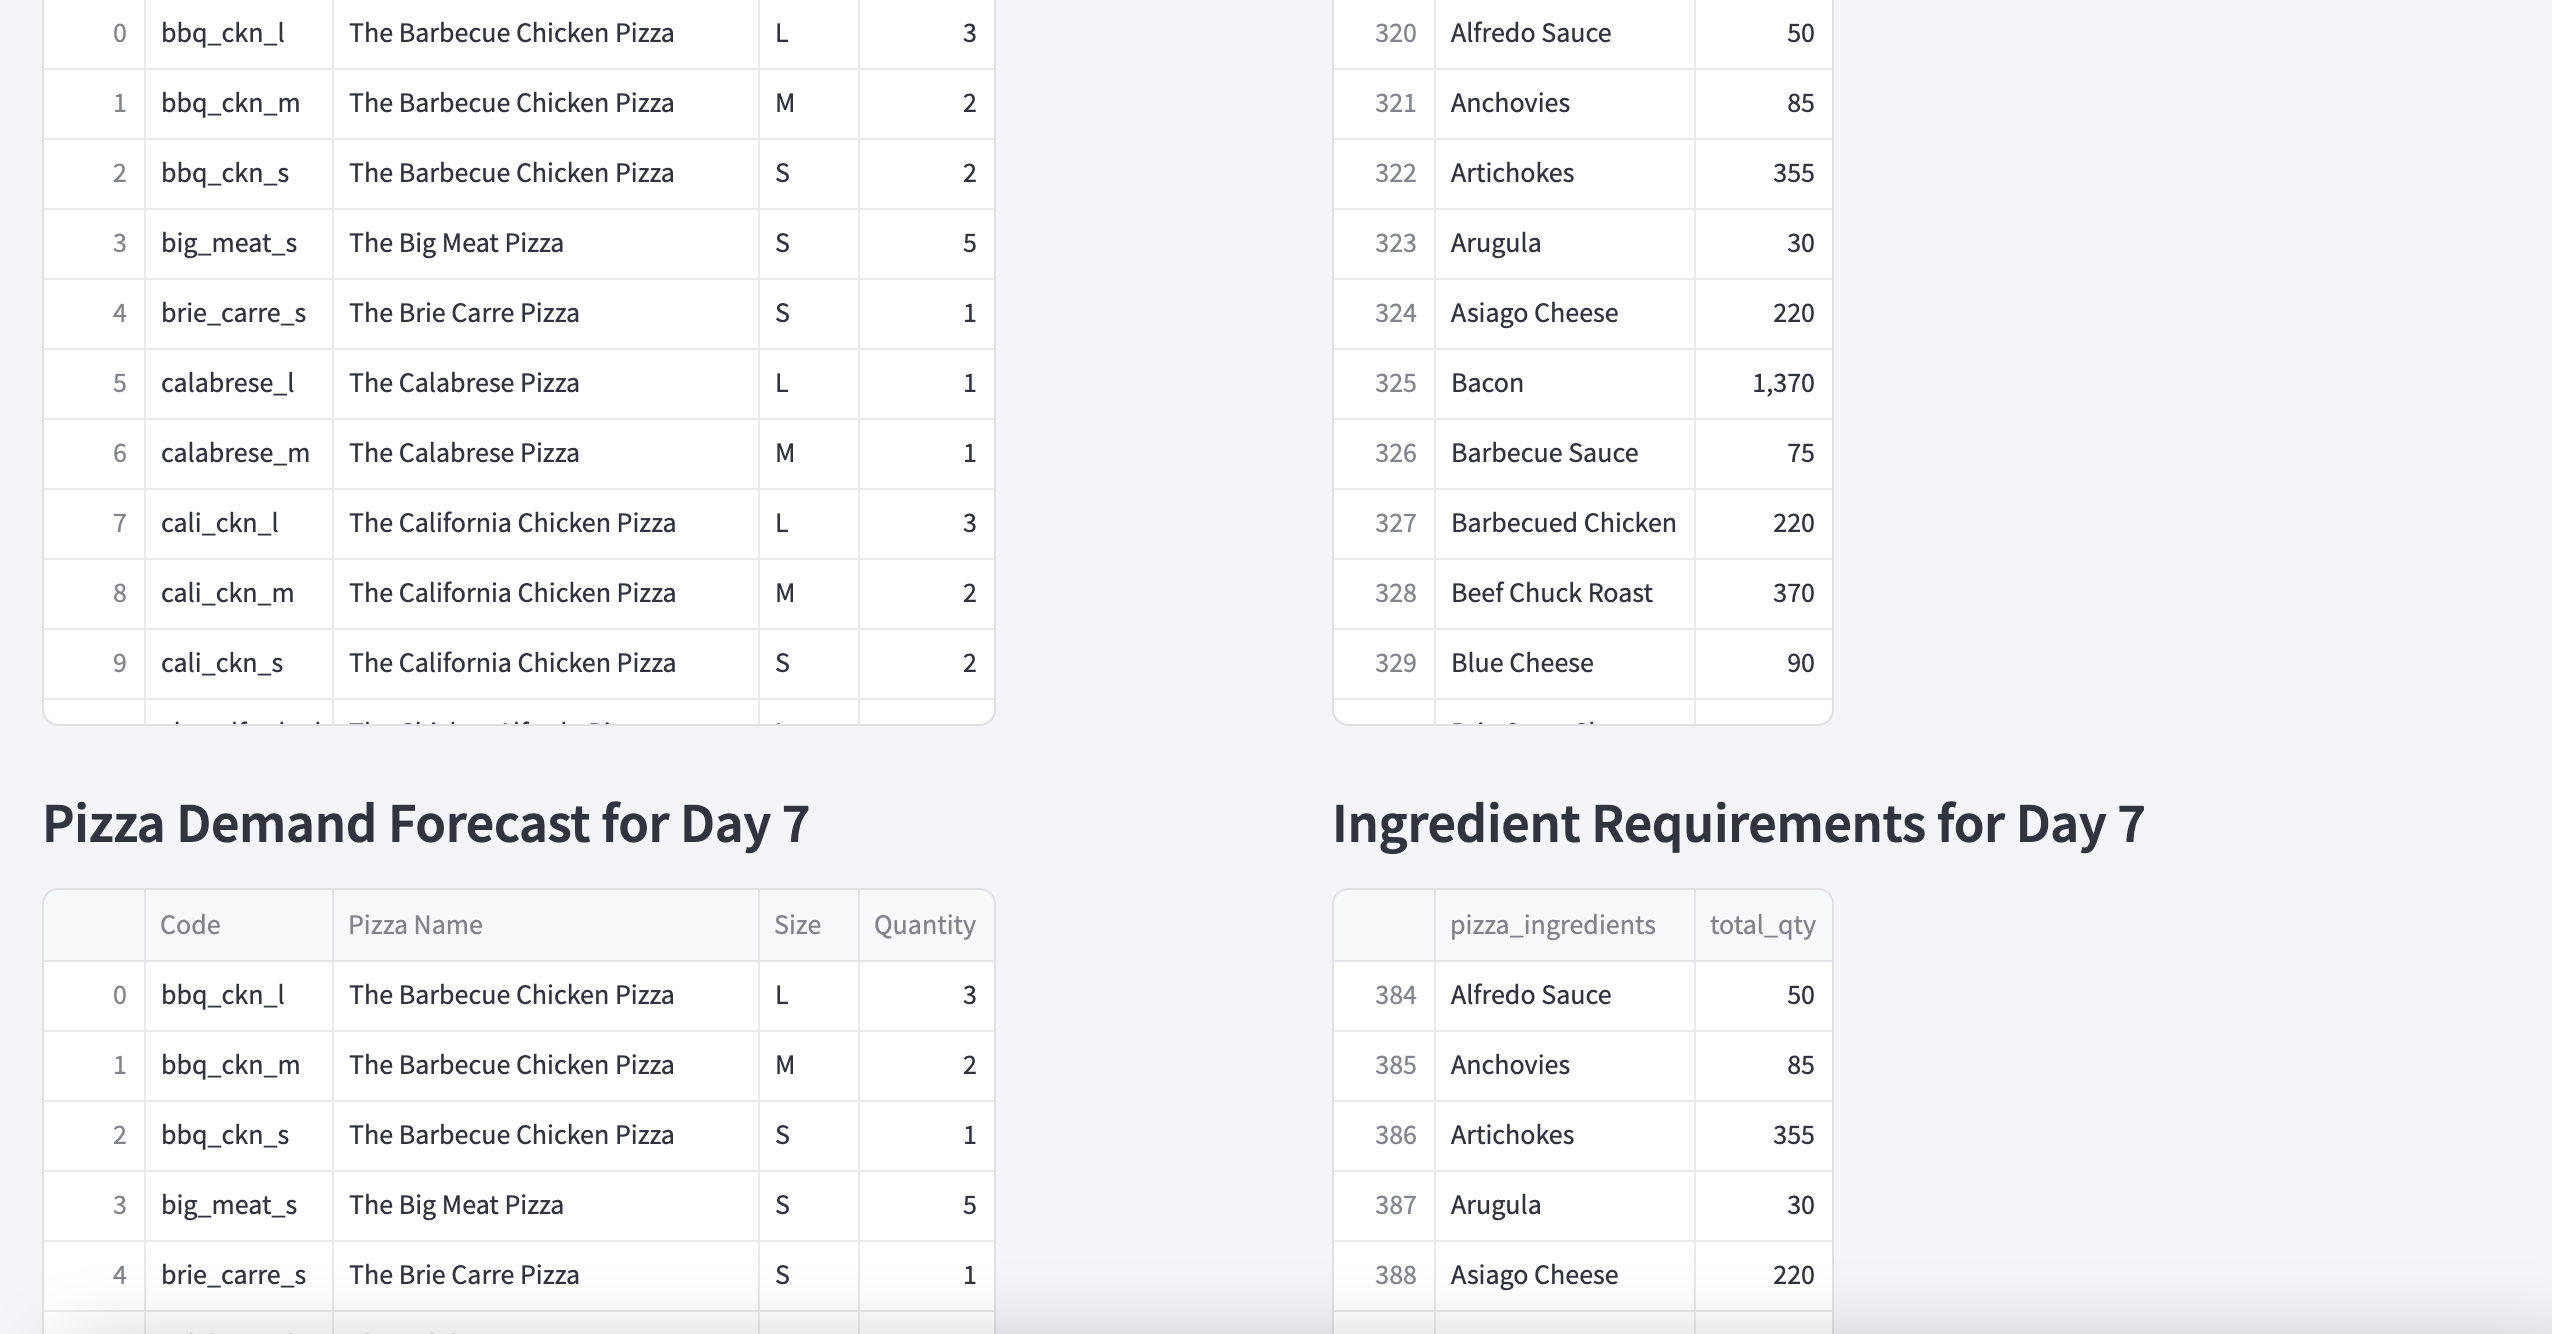 0 bbq_ckn_l The Barbecue Chicken Pizza L 3
1 bbq_ckn_m The Barbecue Chicken Pizza M 2
2 bbq_ckn_s The Barbecue Chicken Pizza S 2
3 big_meat_s The Big Meat Pizza S 5
4 brie_carre_s The Brie Carre Pizza S 1
5 calabrese_l The Calabrese Pizza L 1
6 calabrese_m The Calabrese Pizza M 1
7 cali_ckn_l The California Chicken Pizza L 3
8 cali_ckn_m The California Chicken Pizza M 2
9 cali_ckn_s The California Chicken Pizza S 2
320 Alfredo Sauce 50
321 Anchovies 85
322 Artichokes 355
323 Arugula 30
324 Asiago Cheese 220
325 Bacon 1,370
326 Barbecue Sauce 75
327 Barbecued Chicken 220
328 Beef Chuck Roast 370
329 Blue Cheese 90
Pizza Demand Forecast for Day 7
Code Pizza Name Size Quantity
0 bbq_ckn_l The Barbecue Chicken Pizza L 3
1 bbq_ckn_m The Barbecue Chicken Pizza M 2
2 bbq_ckn_s The Barbecue Chicken Pizza S 1
3 big_meat_s The Big Meat Pizza S 5
4 brie_carre_s The Brie Carre Pizza S 1
Ingredient Requirements for Day 7
pizza_ingredients total_qty
384 Alfredo Sauce 50
385 Anchovies 85
386 Artichokes 355
387 Arugula 30
388 Asiago Cheese 220